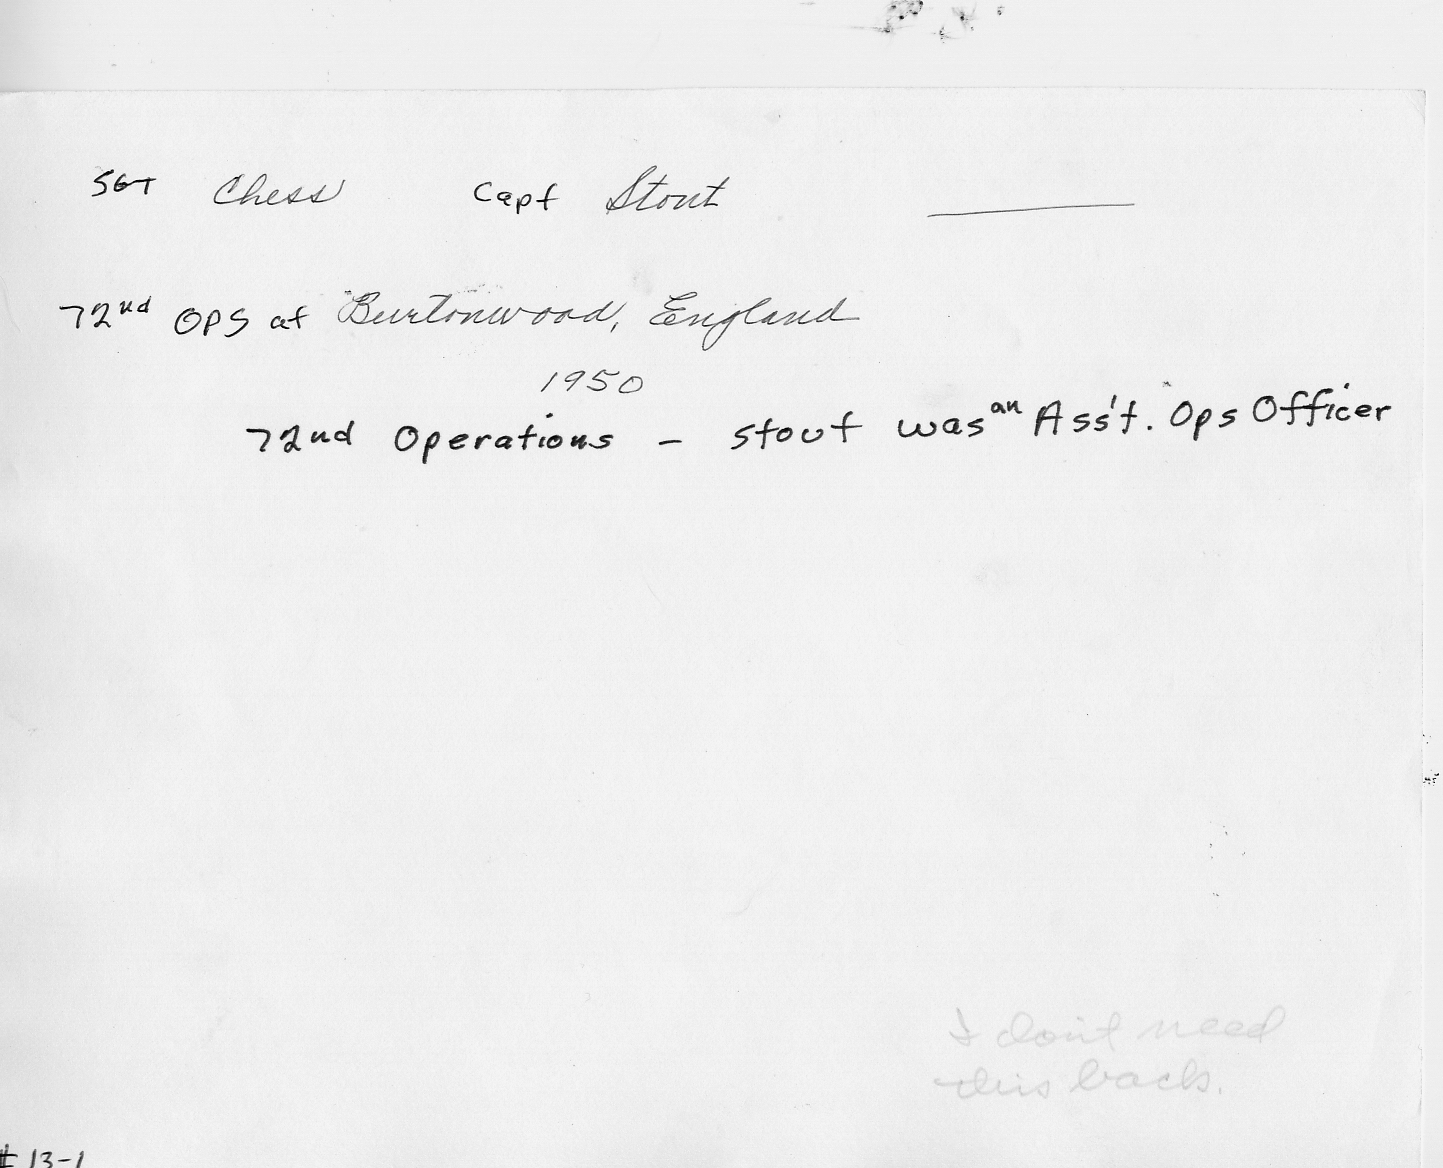 SGT Chess Capt Stout
72nd OPS at Burtonwood, England
1950
72nd Operations - Stout was an Ass't. Ops Officer
I don't need
this back.
# 13-1